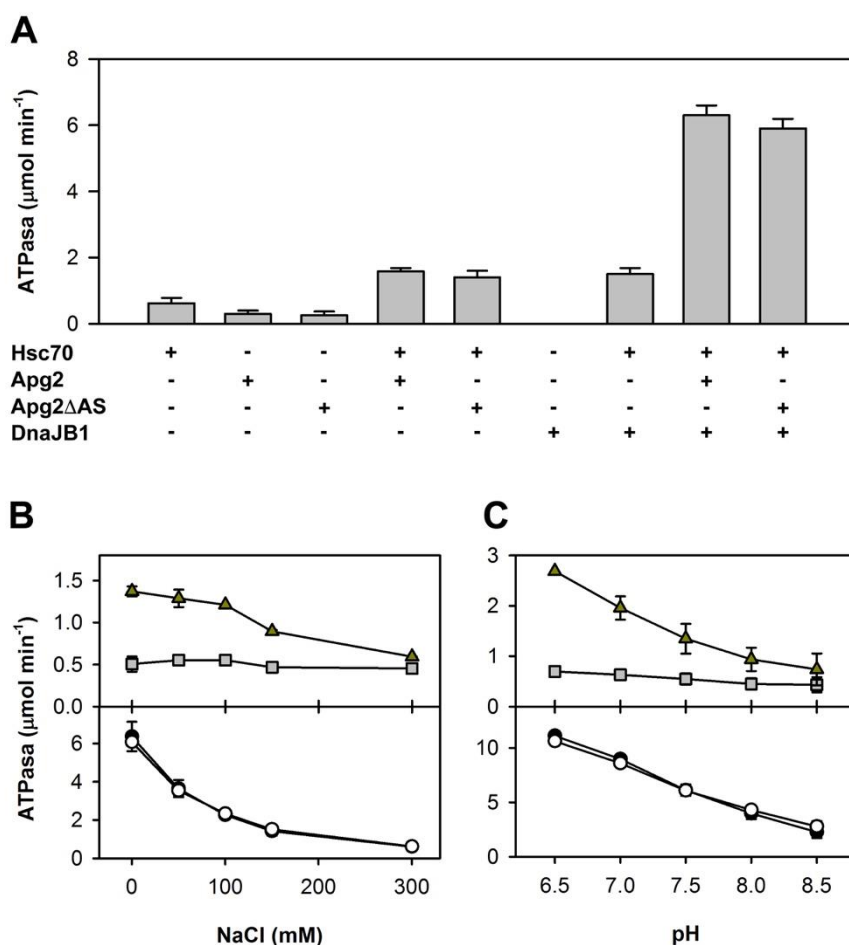 A
8
6
4
2
0
ATPasa (µmol min⁻¹)
Hsc70 + - - + + - + + +
Apg2 - + - + - - - + -
Apg2ΔAS - - + - + - - - +
DnaJB1 - - - - - + + + +
B
1.5
1.0
0.5
0.0
6
4
2
0
ATPasa (µmol min⁻¹)
0 100 200 300
NaCl (mM)
C
3
2
1
0
10
5
0
6.5 7.0 7.5 8.0 8.5
pH